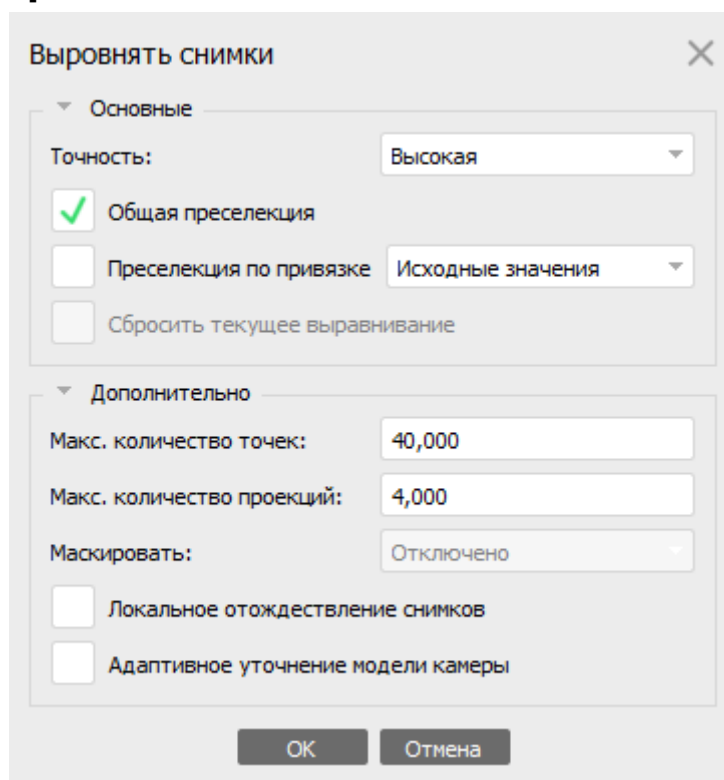 Выровнять снимки
Основные
Точность: Высокая
Общая преселекция
Преселекция по привязке Исходные значения
Сбросить текущее выравнивание
Дополнительно
Макс. количество точек: 40,000
Макс. количество проекций: 4,000
Маскировать: Отключено
Локальное отождествление снимков
Адаптивное уточнение модели камеры
OK Отмена